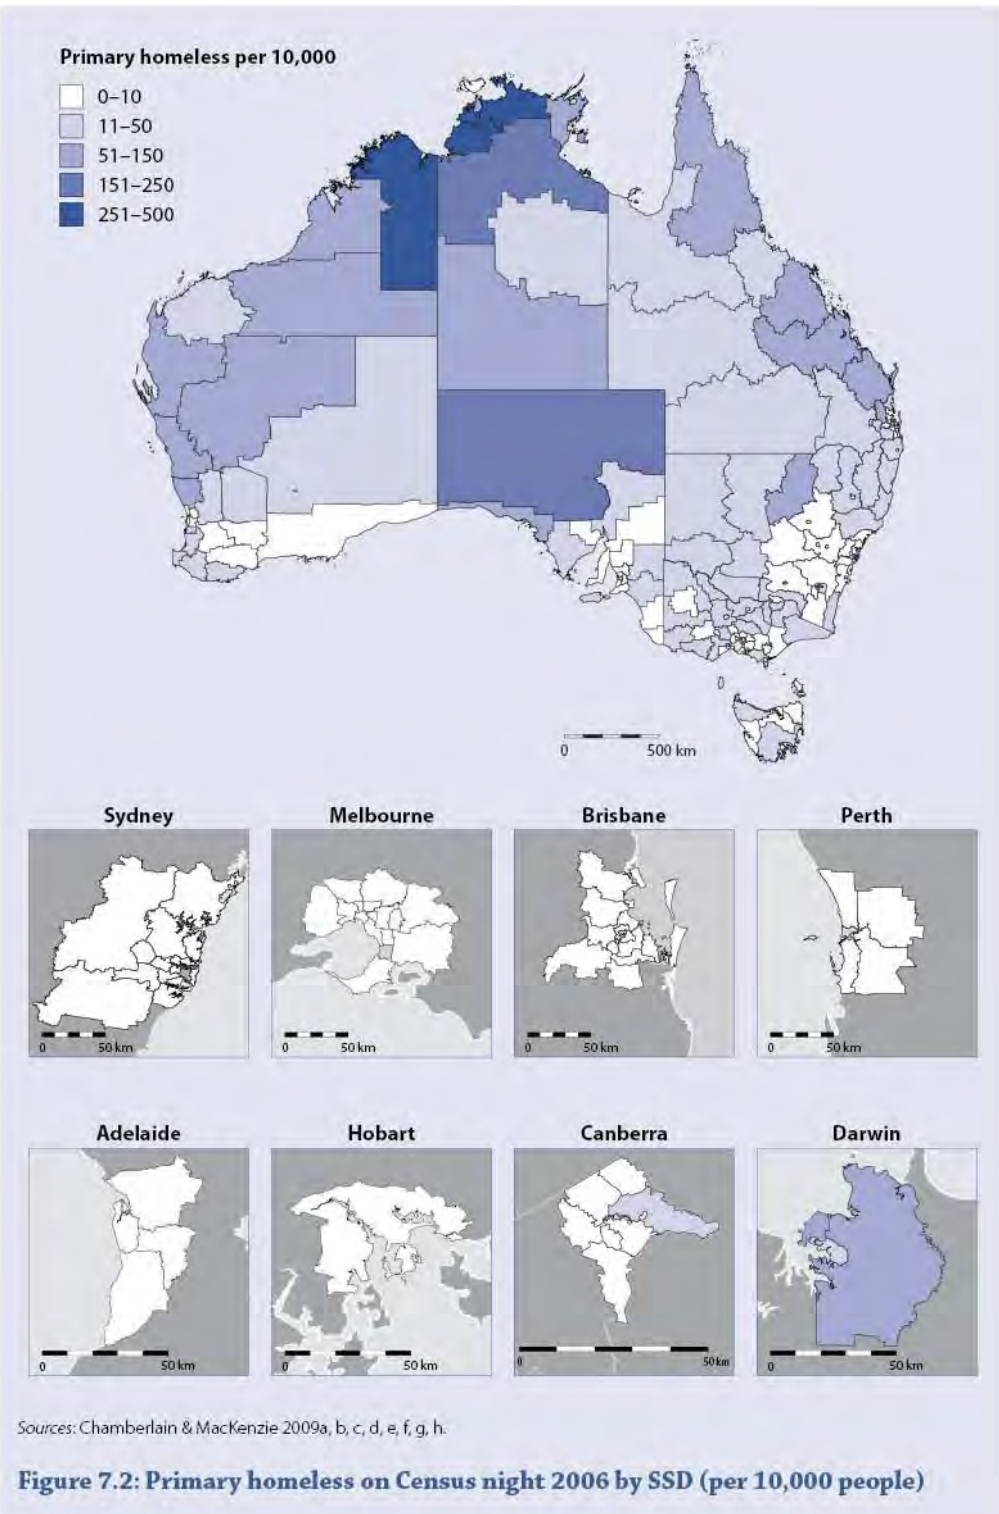 Primary homeless per 10,000
0–10
11–50
51–150
151–250
251–500
0 500 km
Sydney Melbourne Brisbane Perth
0 50 km 0 50 km 0 50 km 0 50 km
Adelaide Hobart Canberra Darwin
0 50 km 0 50 km 0 50 km 0 50 km
Sources: Chamberlain & MacKenzie 2009a, b, c, d, e, f, g, h.
Figure 7.2: Primary homeless on Census night 2006 by SSD (per 10,000 people)